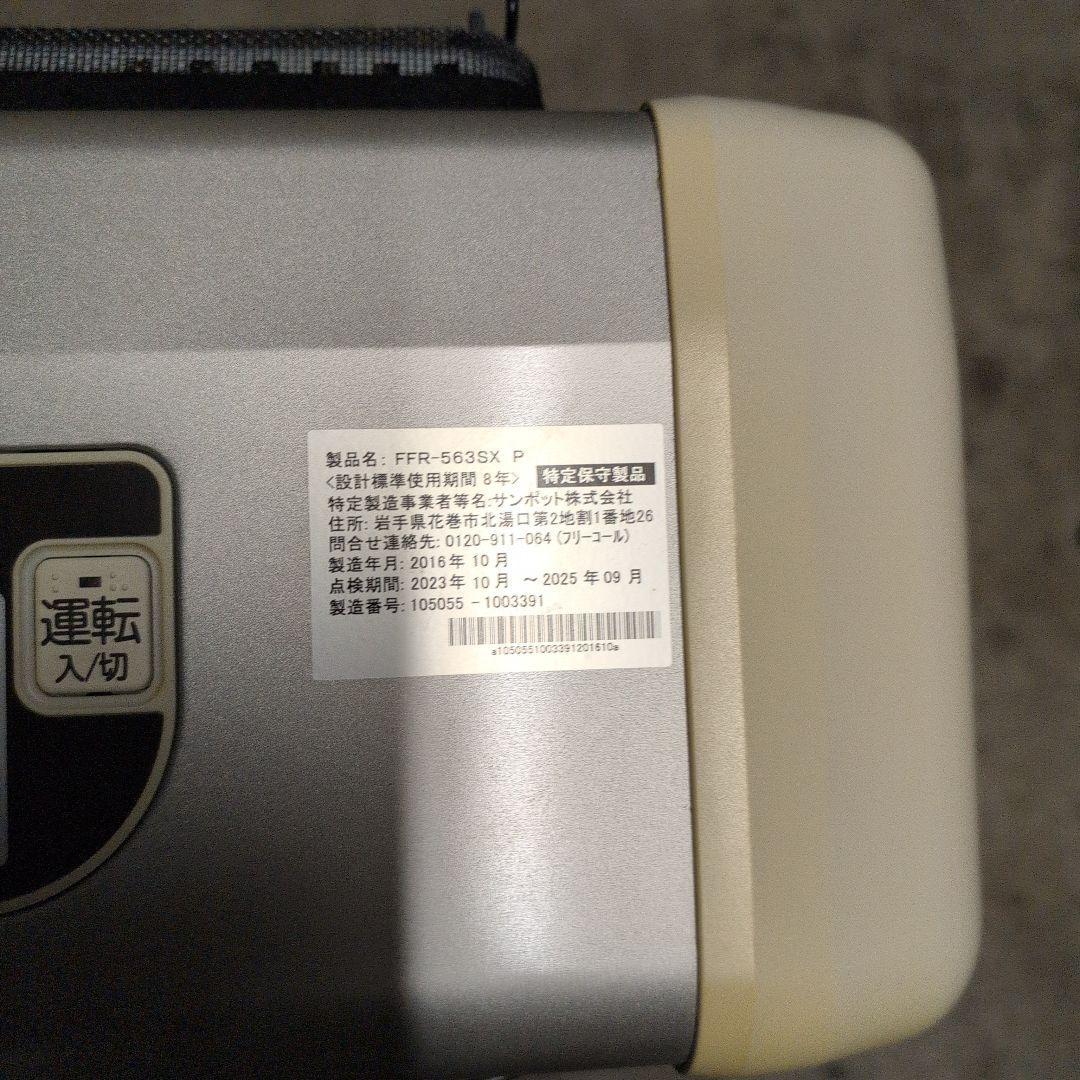 製品名: FFR-563SX P
<設計標準使用期間 8年> 特定保守製品
特定製造事業者等名:サンポット株式会社
住所: 岩手県花巻市北湯口第2地割1番地26
問合せ連絡先: 0120-911-064 (フリーコール)
製造年月: 2016年 10月
点検期間: 2023年 10月 ～2025年09月
製造番号: 105055 -1003391
a1050551003391201610a
運転
入/切